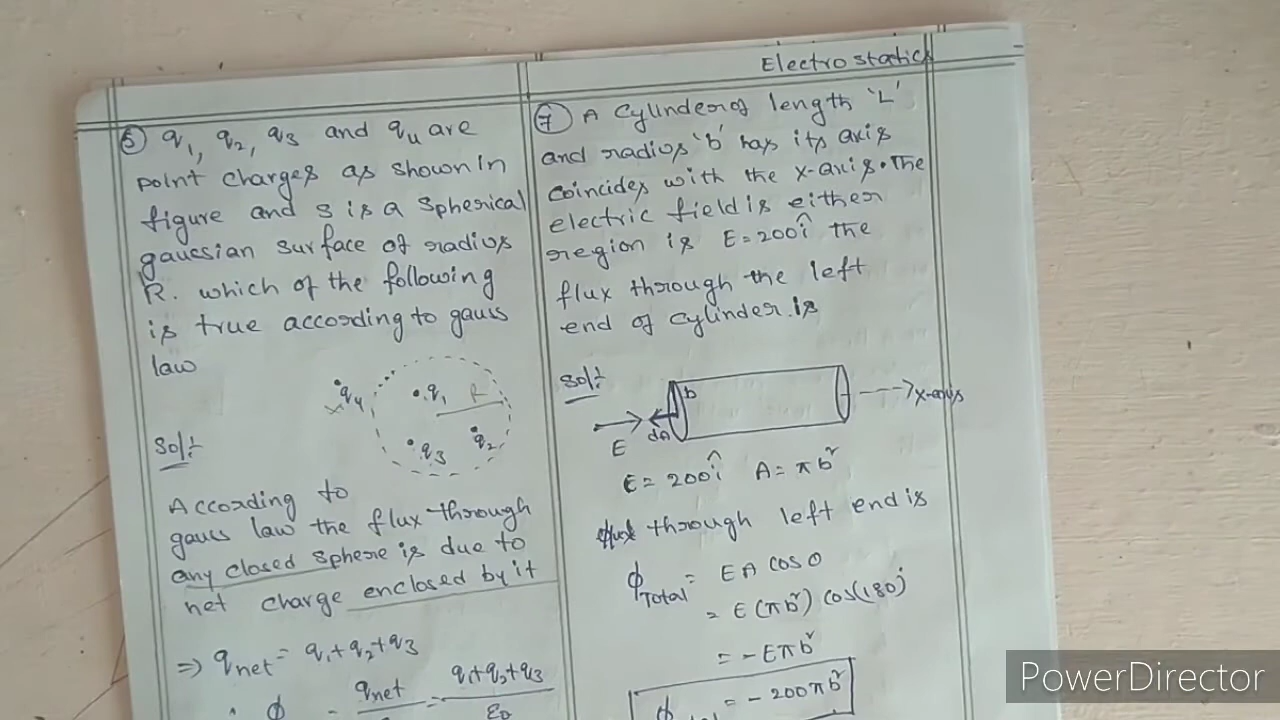 Electrostatics
5 q1, q2, q3 and q4 are
point charges as shown in
figure and S is a spherical
gaussian surface of radius
R. which of the following
is true according to gauss
law
q4
q1 R
q3 q2
Sol:
According to
gauss law the flux through
any closed sphere is due to
net charge enclosed by it
=> qnet = q1+q2+q3
∴ ϕ = qnet/ = q1+q2+q3/ε0
7 A Cylinder of length 'L'
and radius 'b' has its axis
coincides with the x-axis. The
electric field is either
region is E=200î the
flux through the left
end of cylinder is
Sol:
b
E dA x-axis
E = 200î A = πb²
through left end is
ϕTotal = EA cosθ
= E(πb²) cos(180°)
= -Eπb²
ϕ = -200πb²
PowerDirector